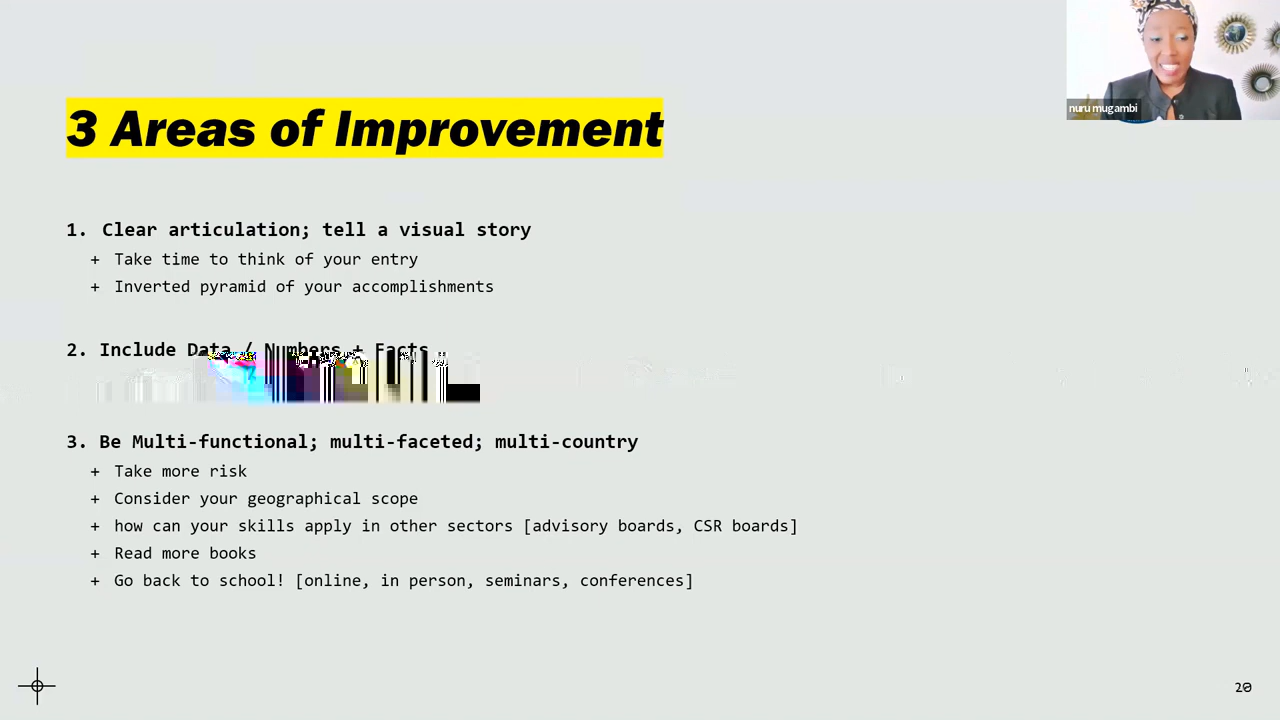 nuru mugambi
3 Areas of Improvement
1. Clear articulation; tell a visual story
+ Take time to think of your entry
+ Inverted pyramid of your accomplishments
2. Include Data / Numbers + Facts
3. Be Multi-functional; multi-faceted; multi-country
+ Take more risk
+ Consider your geographical scope
+ how can your skills apply in other sectors [advisory boards, CSR boards]
+ Read more books
+ Go back to school! [online, in person, seminars, conferences]
20